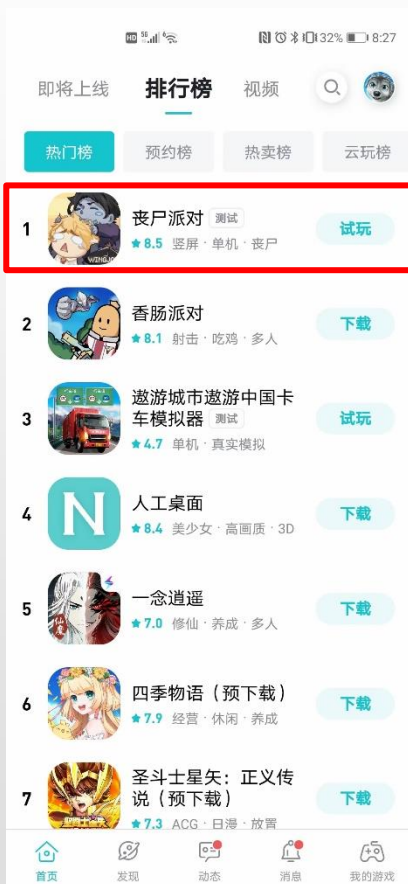 HD 5G 32% 8:27
即将上线 排行榜 视频
热门榜 预约榜 热卖榜 云玩榜
1 丧尸派对 测试 试玩
8.5 竖屏 · 单机 · 丧尸
2 香肠派对 下载
8.1 射击 · 吃鸡 · 多人
3 遨游城市遨游中国卡
车模拟器 测试 试玩
4.7 单机 · 真实模拟
4 N 人工桌面 下载
8.4 美少女 · 高画质 · 3D
5 一念逍遥 下载
7.0 修仙 · 养成 · 多人
6 四季物语（预下载） 下载
7.9 经营 · 休闲 · 养成
7 圣斗士星矢：正义传
说（预下载） 下载
7.3 ACG · 日漫 · 放置
首页 发现 动态 消息 我的游戏